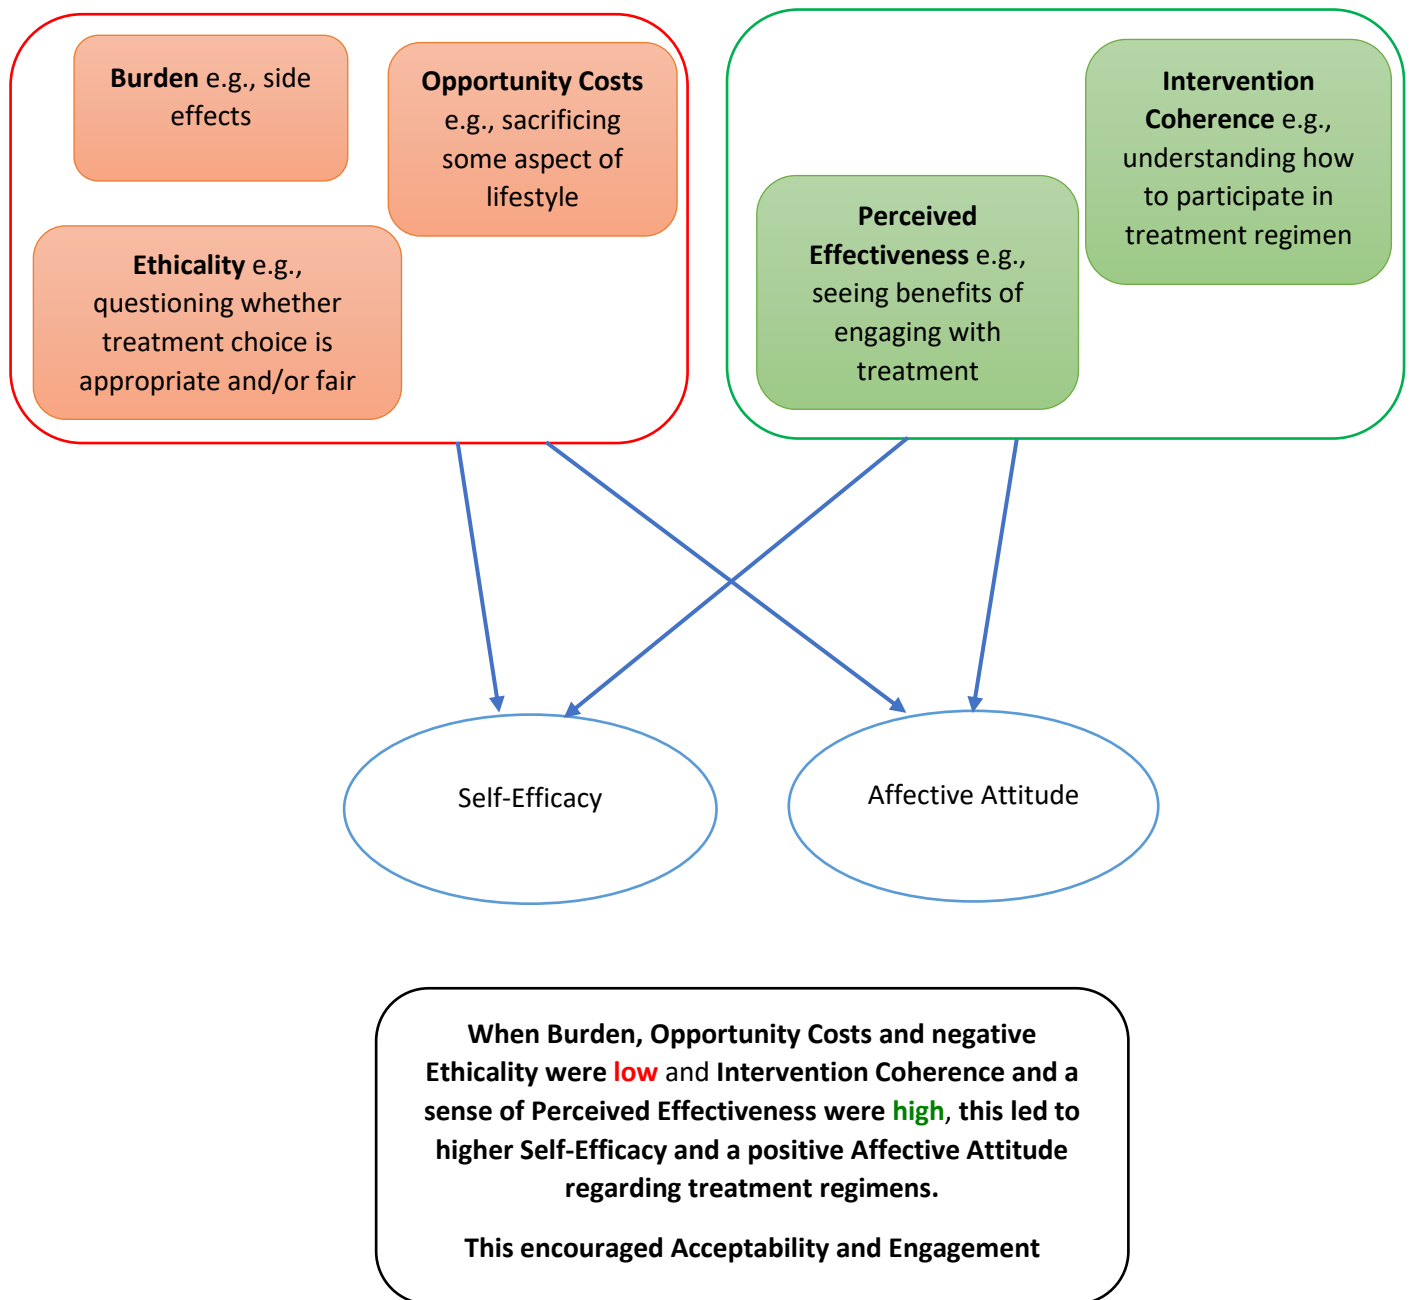 Burden e.g., side
effects
Opportunity Costs
e.g., sacrificing
some aspect of
lifestyle
Ethicality e.g.,
questioning whether
treatment choice is
appropriate and/or fair
Intervention
Coherence e.g.,
understanding how
to participate in
treatment regimen
Perceived
Effectiveness e.g.,
seeing benefits of
engaging with
treatment
Self-Efficacy
Affective Attitude
When Burden, Opportunity Costs and negative
Ethicality were low and Intervention Coherence and a
sense of Perceived Effectiveness were high, this led to
higher Self-Efficacy and a positive Affective Attitude
regarding treatment regimens.
This encouraged Acceptability and Engagement